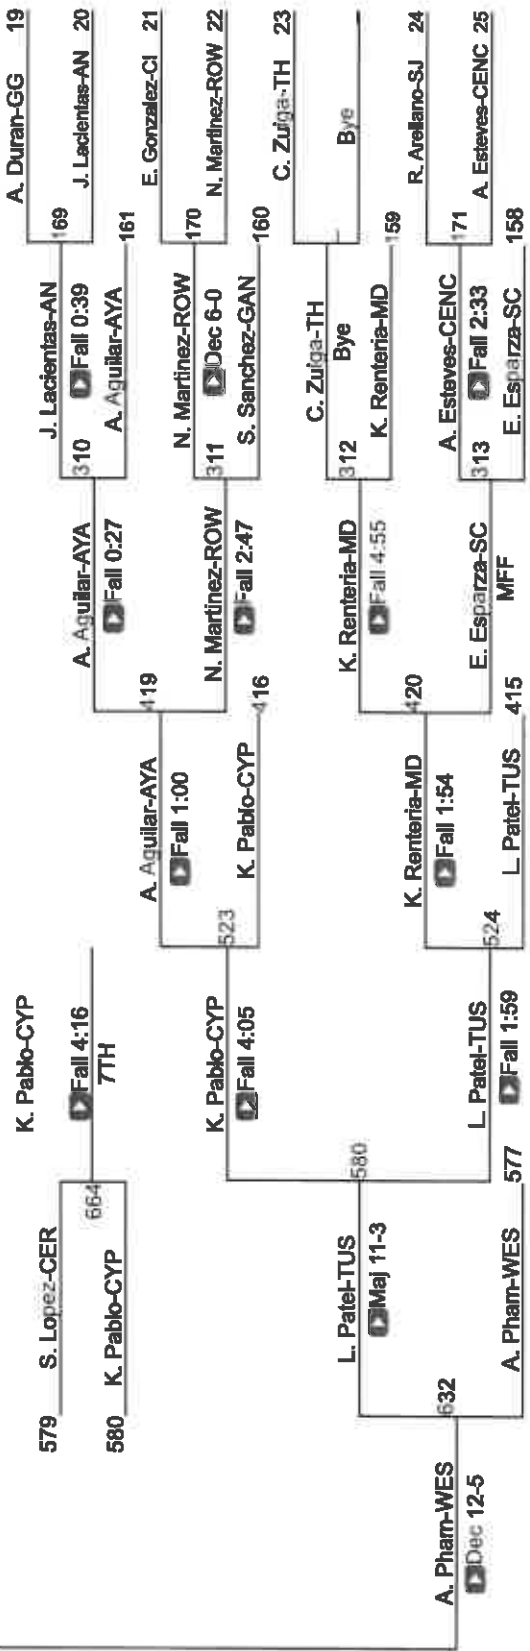 A. Duran-GG 19
J. Lacientas-AN 20
169
J. Lacientas-AN
Fall 0:39
A. Aguilar-AYA 161
310
E. Gonzalez-CI 21
N. Martinez-ROW 22
170
N. Martinez-ROW
Dec 6-0
S. Sanchez-GAN 160
311
C. Zuiga-TH 23
Bye
C. Zuiga-TH
Bye
K. Renteria-MD 159
312
R. Arellano-SJ 24
A. Esteves-CENC 25
171
A. Esteves-CENC
Fall 2:33
E. Esparza-SC 158
313
A. Aguilar-AYA
Fall 0:27
N. Martinez-ROW
Fall 2:47
419
K. Renteria-MD
Fall 4:55
E. Esparza-SC
MFF
420
A. Aguilar-AYA
Fall 1:00
K. Pablo-CYP 416
523
K. Renteria-MD
Fall 1:54
L. Patel-TUS 415
524
K. Pablo-CYP
Fall 4:05
L. Patel-TUS
Fall 1:59
580
L. Patel-TUS
Maj 11-3
A. Pham-WES 577
632
A. Pham-WES
Dec 12-5
579 S. Lopez-CER
580 K. Pablo-CYP
664
K. Pablo-CYP
Fall 4:16
7TH